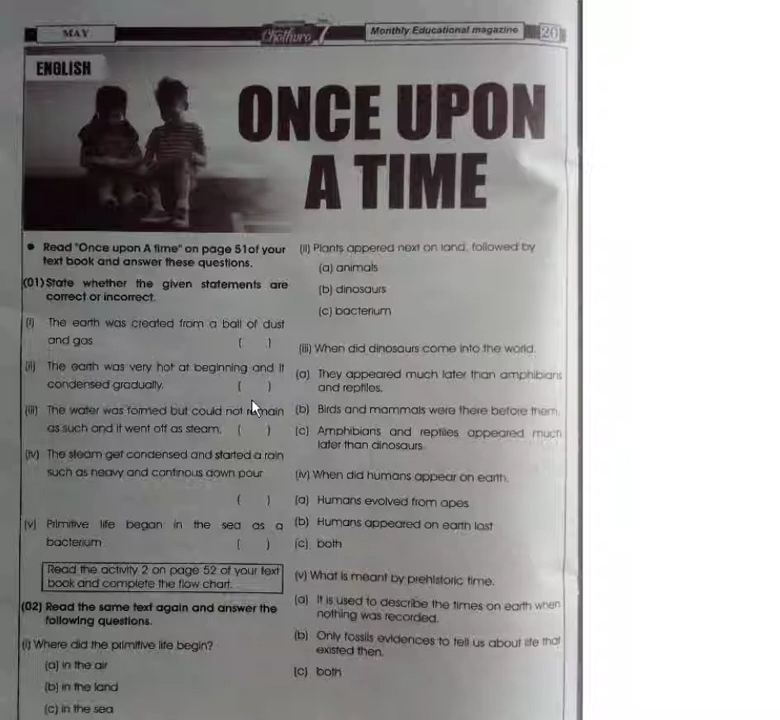 MAY
Chathura 7
Monthly Educational magazine
20
ENGLISH
ONCE UPON
A TIME
• Read "Once upon A time" on page 51of your
text book and answer these questions.
(01)State whether the given statements are
correct or incorrect.
(i) The earth was created from a ball of dust
and gas ( )
(ii) The earth was very hot at beginning and it
condensed gradually. ( )
(iii) The water was formed but could not remain
as such and it went off as steam. ( )
(iv) The steam get condensed and started a rain
such as heavy and continous down pour
( )
(v) Primitive life began in the sea as a
bacterium ( )
Read the activity 2 on page 52 of your text
book and complete the flow chart.
(02) Read the same text again and answer the
following questions.
(i) Where did the primitive life begin?
(a) in the air
(b) in the land
(c) in the sea
(ii) Plants appered next on land, followed by
(a) animals
(b) dinosaurs
(c) bacterium
(iii) When did dinosaurs come into the world.
(a) They appeared much later than amphibians
and reptiles.
(b) Birds and mammals were there before them.
(c) Amphibians and reptiles appeared much
later than dinosaurs
(iv) When did humans appear on earth.
(a) Humans evolved from apes
(b) Humans appeared on earth last
(c) both
(v) What is meant by prehistoric time.
(a) It is used to describe the times on earth when
nothing was recorded.
(b) Only fossils evidences to tell us about life that
existed then.
(c) both